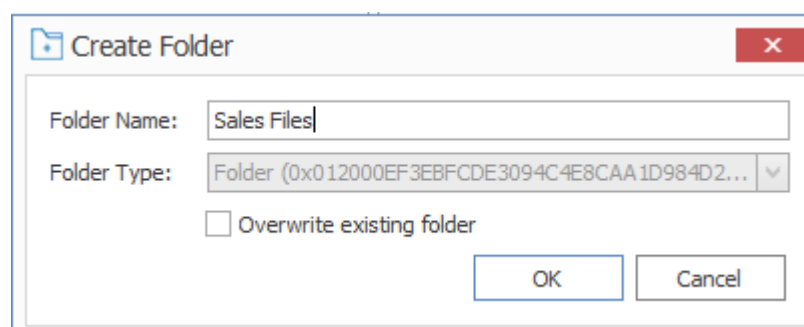 Create Folder
Folder Name: Sales Files
Folder Type: Folder (0x012000EF3EBFCDE3094C4E8CAA1D984D2...
Overwrite existing folder
OK Cancel